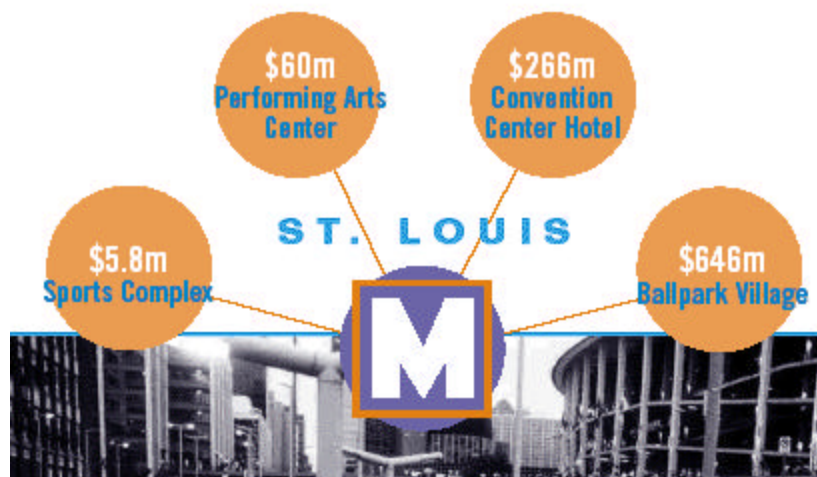 $60m
Performing Arts
Center
$266m
Convention
Center Hotel
ST. LOUIS
$5.8m
Sports Complex
$646m
Ballpark Village
M